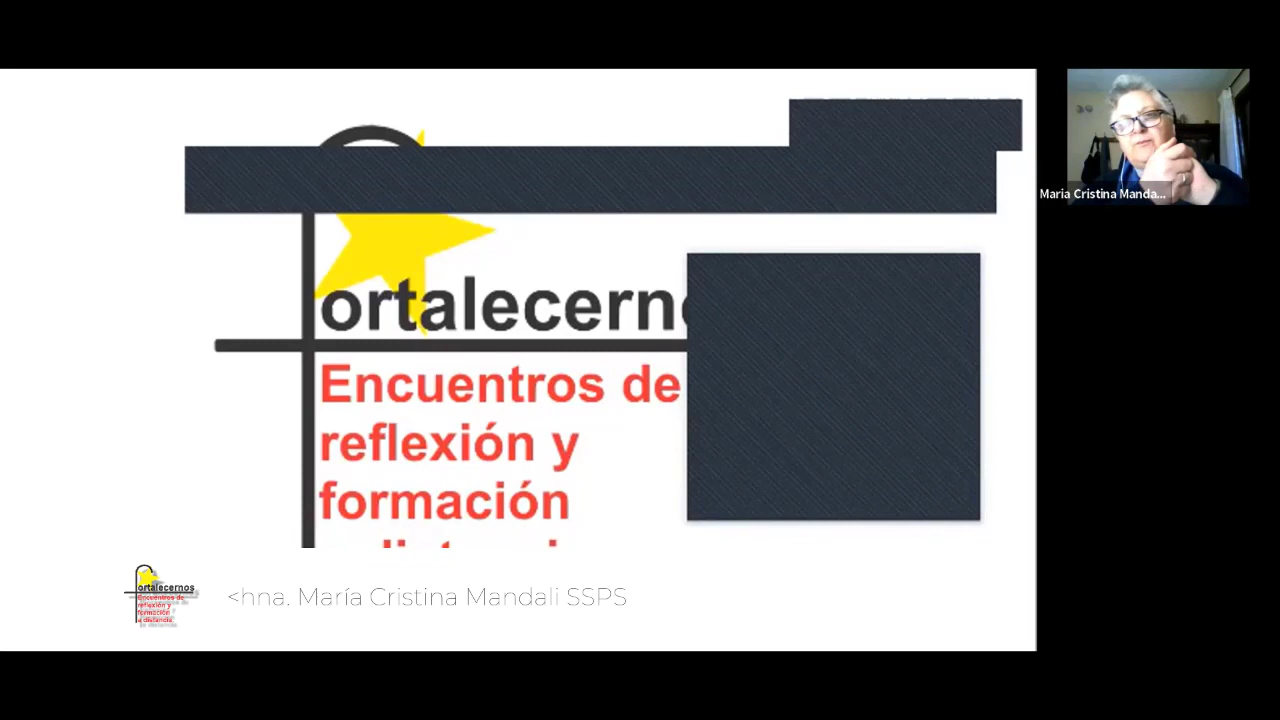 ortalecerno
Encuentros de
reflexión y
formación
ortalecernos
Encuentros de
reflexión y
formación
a distancia
<hna. María Cristina Mandali SSPS
Maria Cristina Manda...